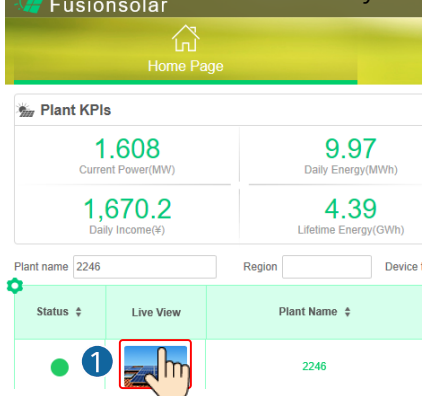 Fusionsolar
Home Page
Plant KPIs
1.608
Current Power(MW)
9.97
Daily Energy(MWh)
1,670.2
Daily Income(¥)
4.39
Lifetime Energy(GWh)
Plant name 2246 Region Device
Status Live View Plant Name
1
2246